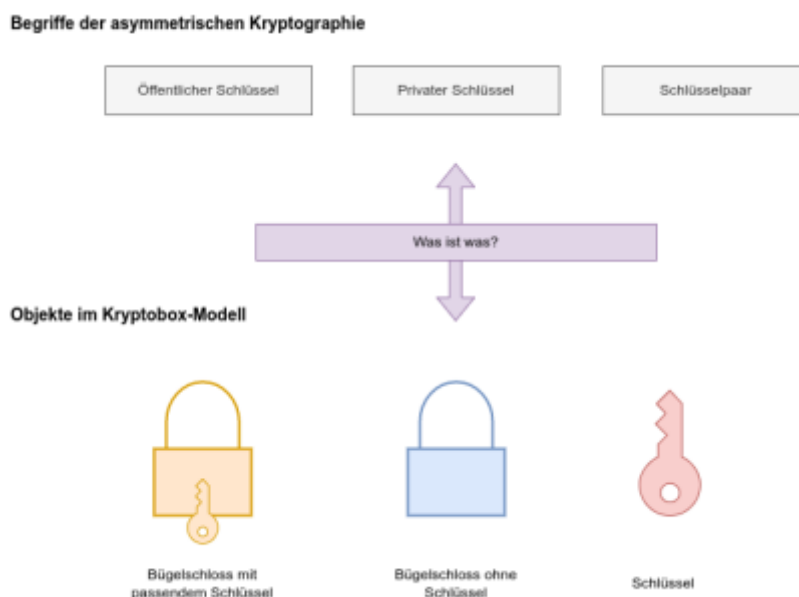 Begriffe der asymmetrischen Kryptographie
Öffentlicher Schlüssel
Privater Schlüssel
Schlüsselpaar
Was ist was?
Objekte im Kryptobox-Modell
Bügelschloss mit
passendem Schlüssel
Bügelschloss ohne
Schlüssel
Schlüssel